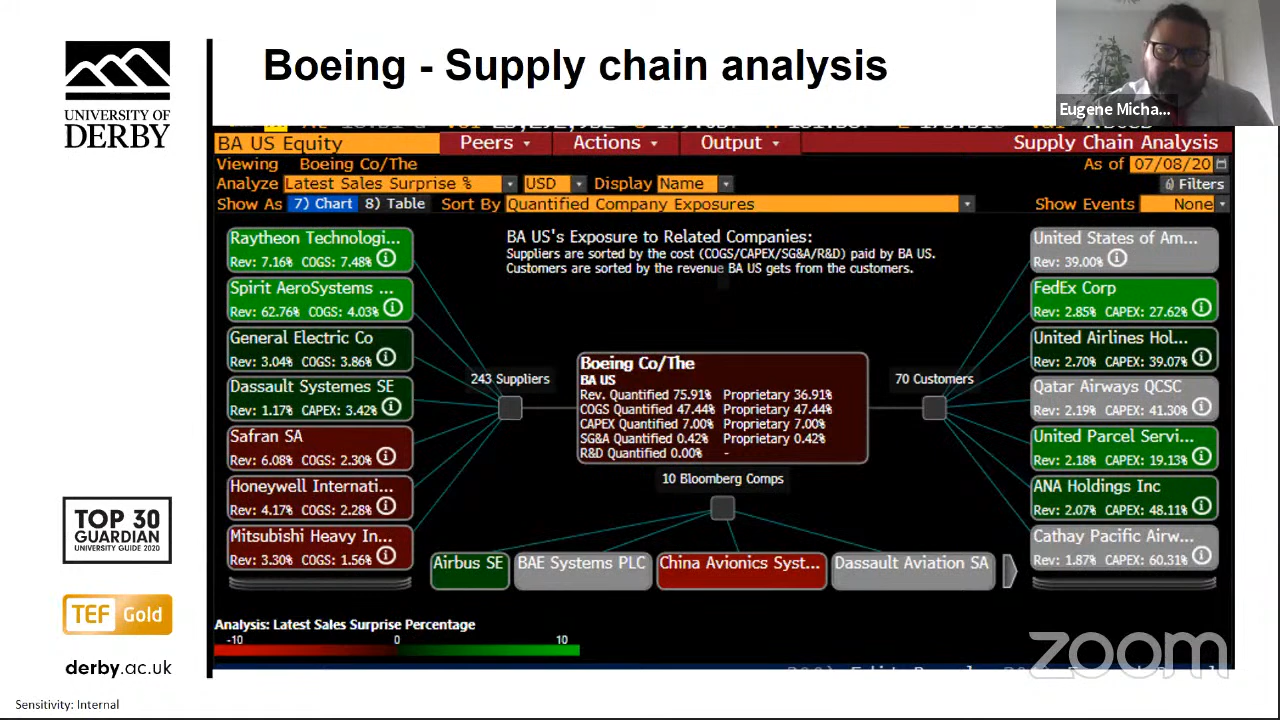 Boeing - Supply chain analysis
UNIVERSITY OF
DERBY
Eugene Micha...
BA US Equity
Peers
Actions
Output
Supply Chain Analysis
Viewing Boeing Co/The
As of 07/08/20
Analyze Latest Sales Surprise % USD Display Name
Filters
Show As 7) Chart 8) Table Sort By Quantified Company Exposures
Show Events None
BA US's Exposure to Related Companies:
Suppliers are sorted by the cost (COGS/CAPEX/SG&A/R&D) paid by BA US.
Customers are sorted by the revenue BA US gets from the customers.
Raytheon Technologi...
Rev: 7.16% COGS: 7.48%
Spirit AeroSystems ...
Rev: 62.76% COGS: 4.03%
General Electric Co
Rev: 3.04% COGS: 3.86%
Dassault Systemes SE
Rev: 1.17% CAPEX: 3.42%
Safran SA
Rev: 6.08% COGS: 2.30%
Honeywell Internati...
Rev: 4.17% COGS: 2.28%
Mitsubishi Heavy In...
Rev: 3.30% COGS: 1.56%
243 Suppliers
Boeing Co/The
BA US
Rev. Quantified 75.91% Proprietary 36.91%
COGS Quantified 47.44% Proprietary 47.44%
CAPEX Quantified 7.00% Proprietary 7.00%
SG&A Quantified 0.42% Proprietary 0.42%
R&D Quantified 0.00% -
70 Customers
United States of Am...
Rev: 39.00%
FedEx Corp
Rev: 2.85% CAPEX: 27.62%
United Airlines Hol...
Rev: 2.70% CAPEX: 39.07%
Qatar Airways QCSC
Rev: 2.19% CAPEX: 41.30%
United Parcel Servi...
Rev: 2.18% CAPEX: 19.13%
ANA Holdings Inc
Rev: 2.07% CAPEX: 48.11%
Cathay Pacific Airw...
Rev: 1.87% CAPEX: 60.31%
10 Bloomberg Comps
Airbus SE
BAE Systems PLC
China Avionics Syst...
Dassault Aviation SA
Analysis: Latest Sales Surprise Percentage
-10 0 10
TOP 30
GUARDIAN
UNIVERSITY GUIDE 2020
TEF Gold
derby.ac.uk
zoom
Sensitivity: Internal